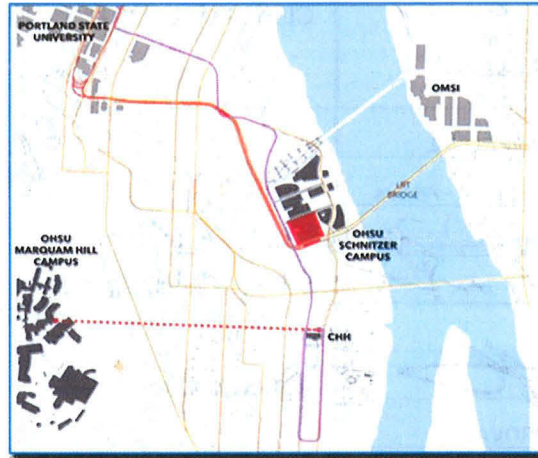 PORTLAND STATE
UNIVERSITY
OMSI
LRT
BRIDGE
OHSU
SCHNITZER
CAMPUS
OHSU
MARQUAM HILL
CAMPUS
CHH